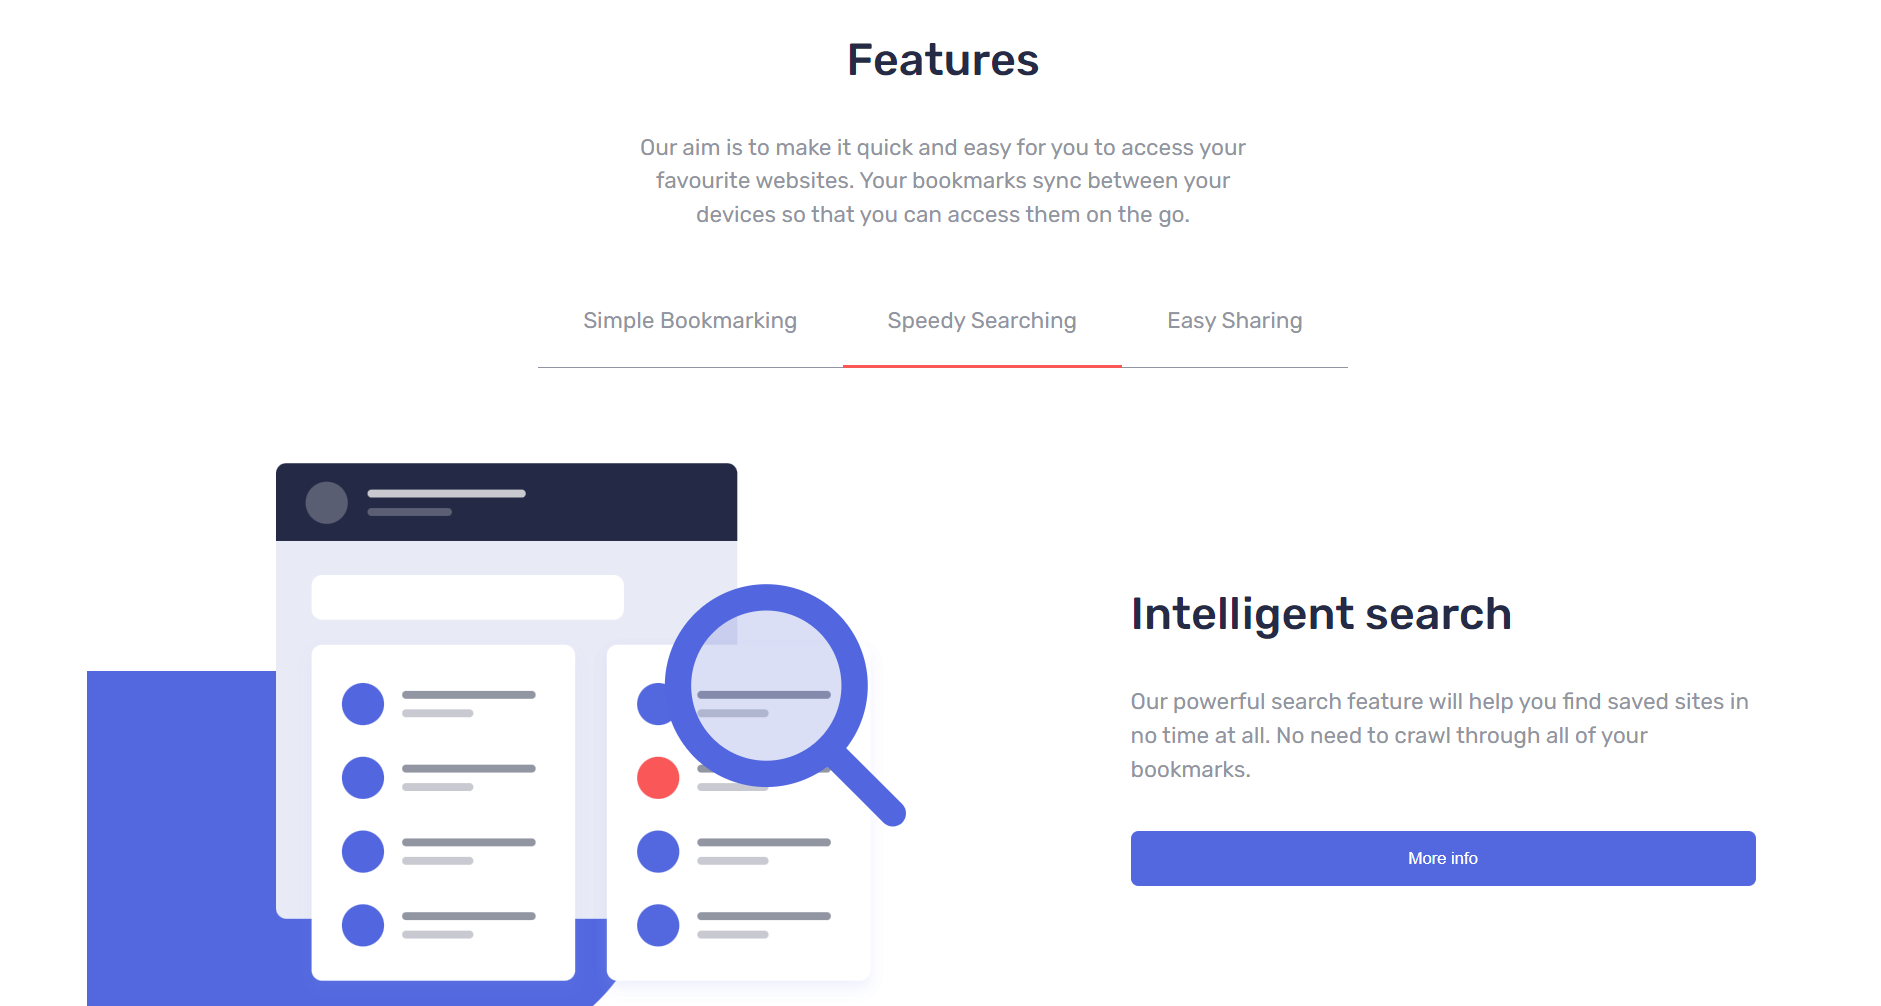 Features
Our aim is to make it quick and easy for you to access your
favourite websites. Your bookmarks sync between your
devices so that you can access them on the go.
Simple Bookmarking
Speedy Searching
Easy Sharing
Intelligent search
Our powerful search feature will help you find saved sites in
no time at all. No need to crawl through all of your
bookmarks.
More info